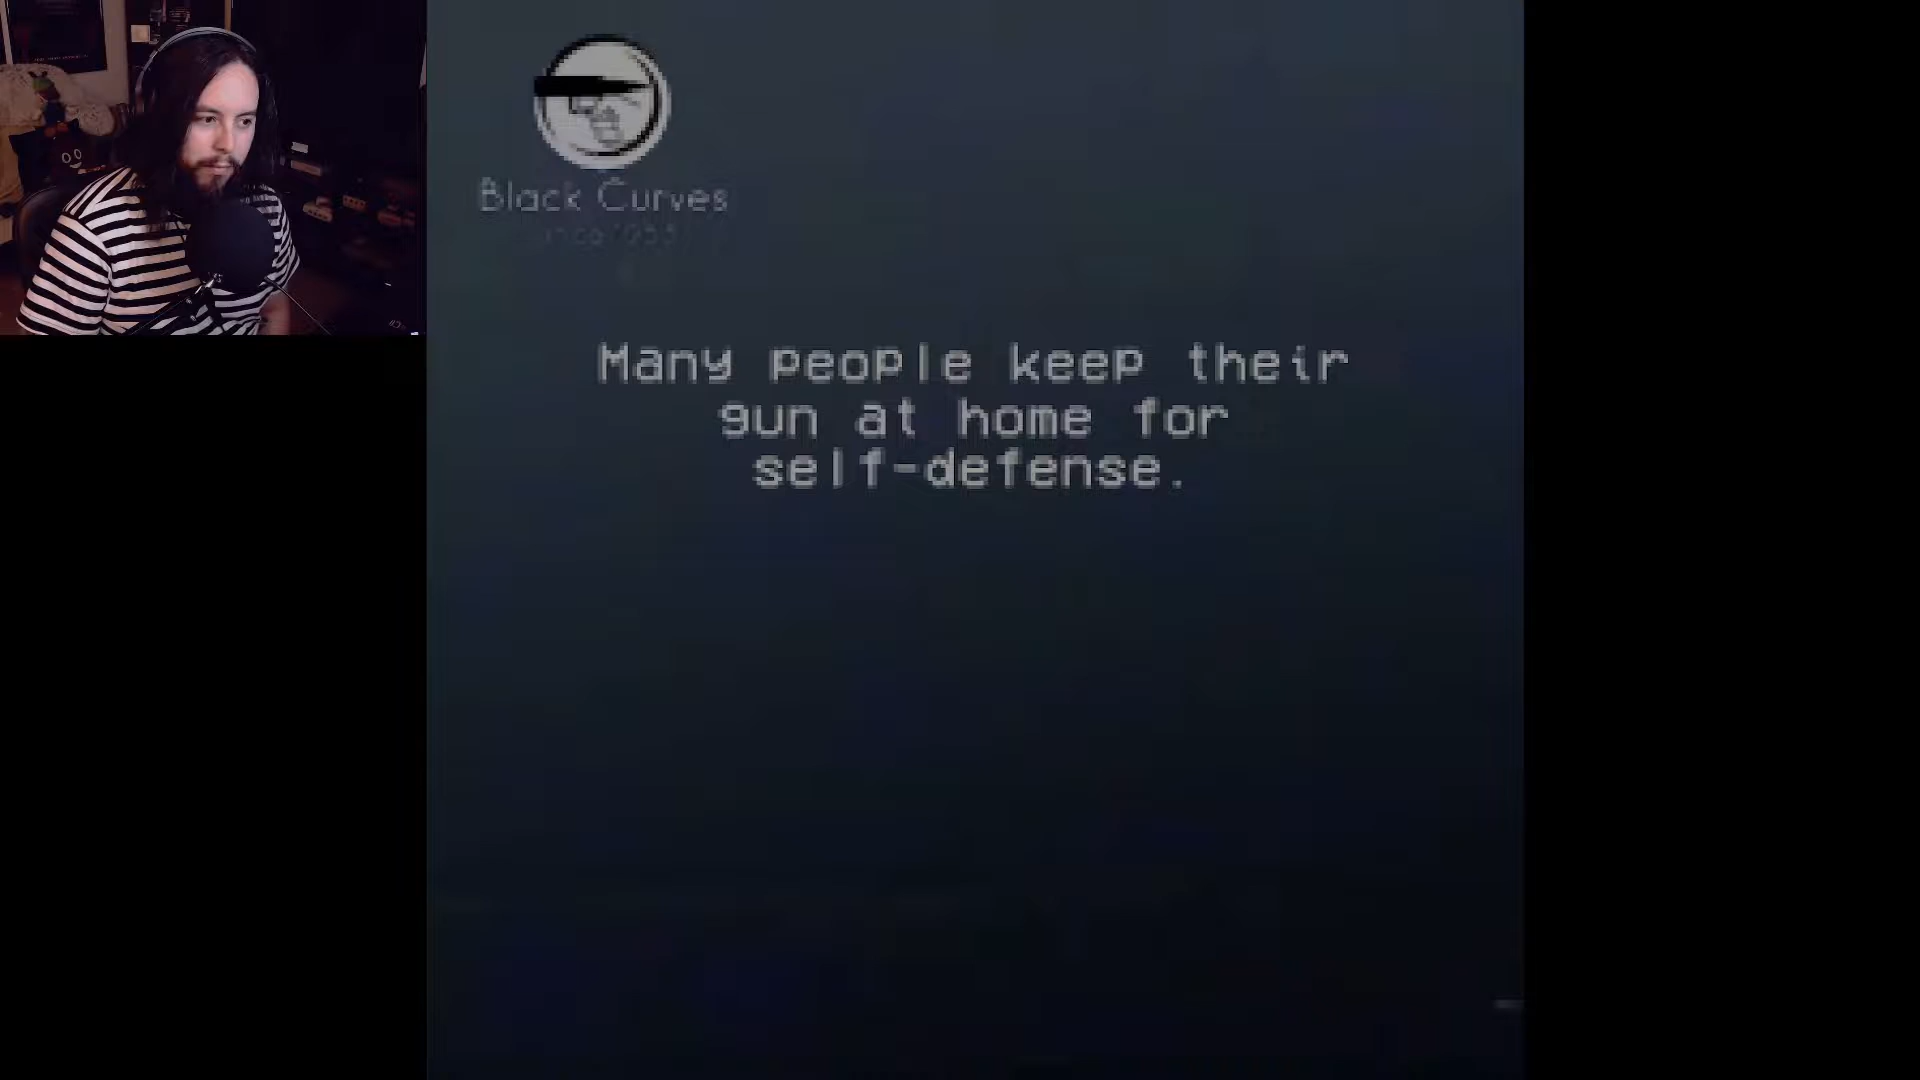 Black Curves
Many people keep their
gun at home for
self-defense.